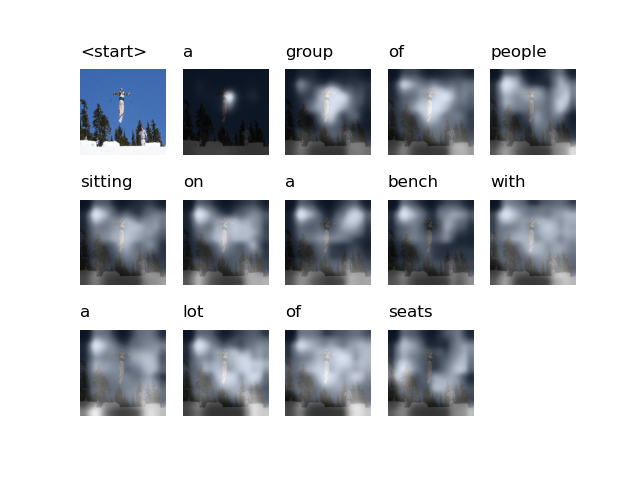 <start> a group of people
sitting on a bench with
a lot of seats